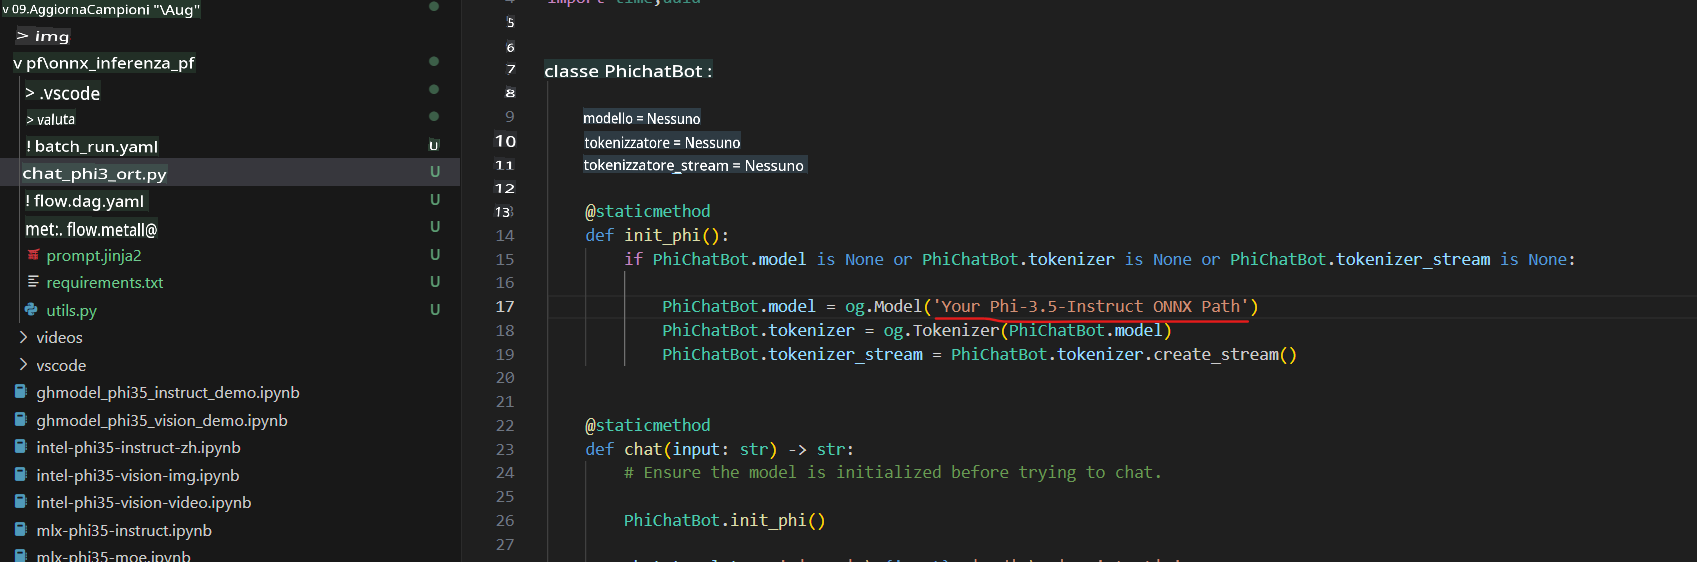 v 09.AggiornaCampioni "\Aug"
> img
v pf\onnx_inferenza_pf
> .vscode
> valuta
! batch_run.yaml U
chat_phi3_ort.py U
! flow.dag.yaml U
met:. flow.metall@ U
prompt.jinja2 U
requirements.txt U
utils.py U
> videos
> vscode
ghmodel_phi35_instruct_demo.ipynb
ghmodel_phi35_vision_demo.ipynb
intel-phi35-instruct-zh.ipynb
intel-phi35-vision-img.ipynb
intel-phi35-vision-video.ipynb
mlx-phi35-instruct.ipynb
mlx-phi35-moe.ipynb
4 import time,uuid
5
6
7 classe PhichatBot :
8
9 modello = Nessuno
10 tokenizzatore = Nessuno
11 tokenizzatore_stream = Nessuno
12
13 @staticmethod
14 def init_phi():
15 if PhiChatBot.model is None or PhiChatBot.tokenizer is None or PhiChatBot.tokenizer_stream is None:
16
17 PhiChatBot.model = og.Model('Your Phi-3.5-Instruct ONNX Path')
18 PhiChatBot.tokenizer = og.Tokenizer(PhiChatBot.model)
19 PhiChatBot.tokenizer_stream = PhiChatBot.tokenizer.create_stream()
20
21
22 @staticmethod
23 def chat(input: str) -> str:
24 # Ensure the model is initialized before trying to chat.
25
26 PhiChatBot.init_phi()
27